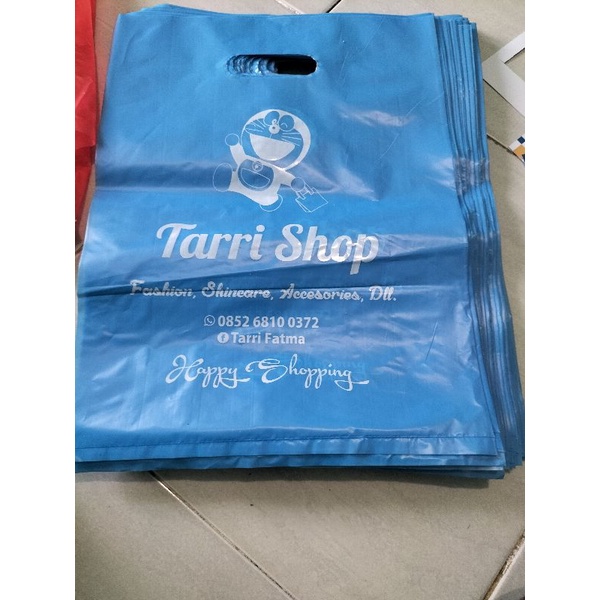 Tarri Shop
Fashion, Skincare, Accesories, Dll.
0852 6810 0372
Tarri Fatma
Happy Shopping